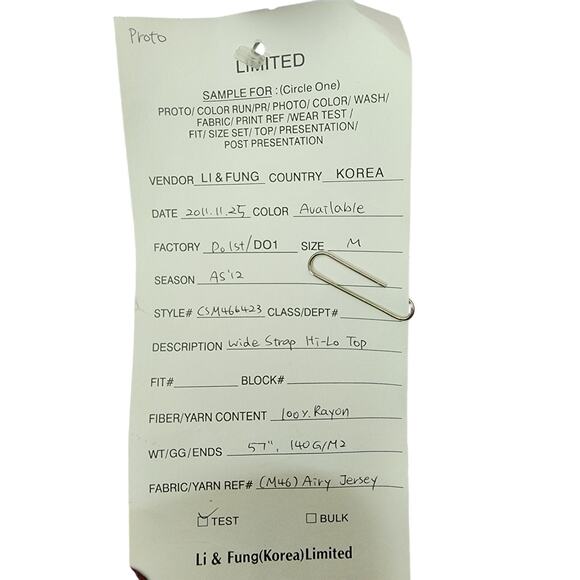 Proto
LIMITED
SAMPLE FOR : (Circle One)
PROTO/ COLOR RUN/PR/ PHOTO/ COLOR/ WASH/
FABRIC/ PRINT REF /WEAR TEST /
FIT/ SIZE SET/ TOP/ PRESENTATION/
POST PRESENTATION
VENDOR LI & FUNG COUNTRY KOREA
DATE 2011.11.25 COLOR Available
FACTORY Dolst/DO1 SIZE M
SEASON AS'12
STYLE# CSM466423 CLASS/DEPT#
DESCRIPTION Wide Strap Hi-Lo Top
FIT# BLOCK#
FIBER/YARN CONTENT 100% Rayon
WT/GG/ENDS 57", 140G/M2
FABRIC/YARN REF# (M46) Airy Jersey
TEST BULK
Li & Fung(Korea)Limited